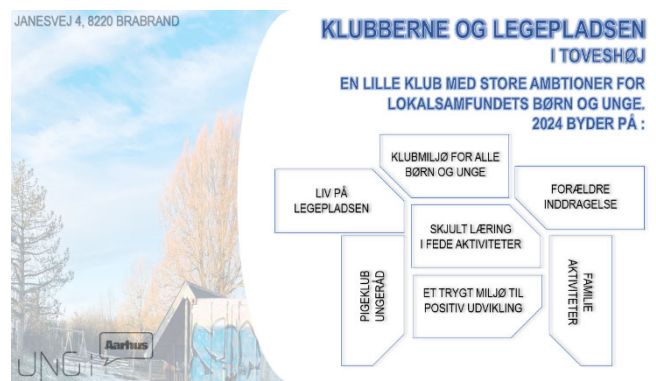 JANESVEJ 4, 8220 BRABRAND
KLUBBERNE OG LEGEPLADSEN
I TOVESHØJ
EN LILLE KLUB MED STORE AMBTIONER FOR
LOKALSAMFUNDETS BØRN OG UNGE.
2024 BYDER PÅ :
KLUBMILJØ FOR ALLE
BØRN OG UNGE
LIV PÅ
LEGEPLADSEN
FORÆLDRE
INDDRAGELSE
SKJULT LÆRING
I FEDE AKTIVITETER
PIGEKLUB
UNGERÅD
ET TRYGT MILJØ TIL
POSITIV UDVIKLING
FAMILIE
AKTIVITETER
UNGi
Aarhus